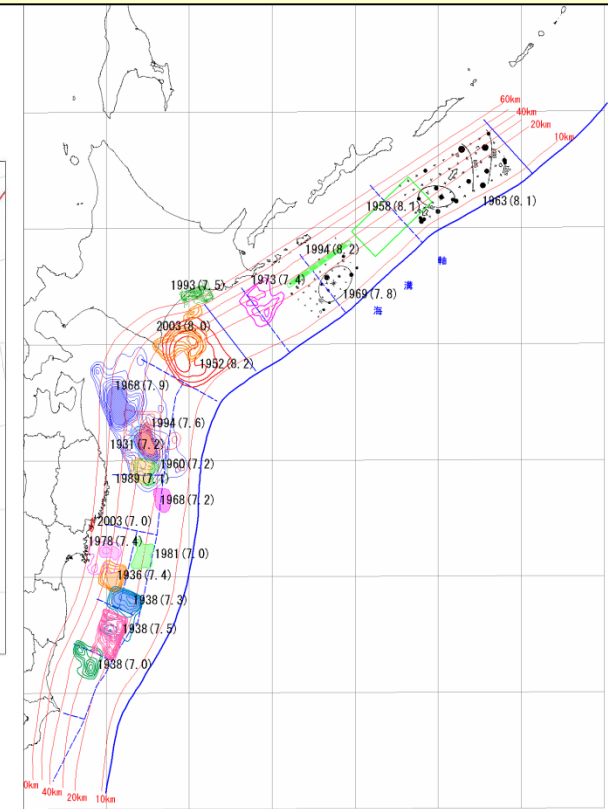 60km
40km
20km
10km
1958(8.1)
1963(8.1)
1994(8.2)
軸
1993(7.5)
1973(7.4)
溝
1969(7.8)
海
2003(8.0)
1952(8.2)
1968(7.9)
1994(7.6)
1931(7.2)
1960(7.2)
1989(7.1)
1968(7.2)
2003(7.0)
1978(7.4)
1981(7.0)
1936(7.4)
1938(7.3)
1938(7.5)
1938(7.0)
0km
40km
20km
10km